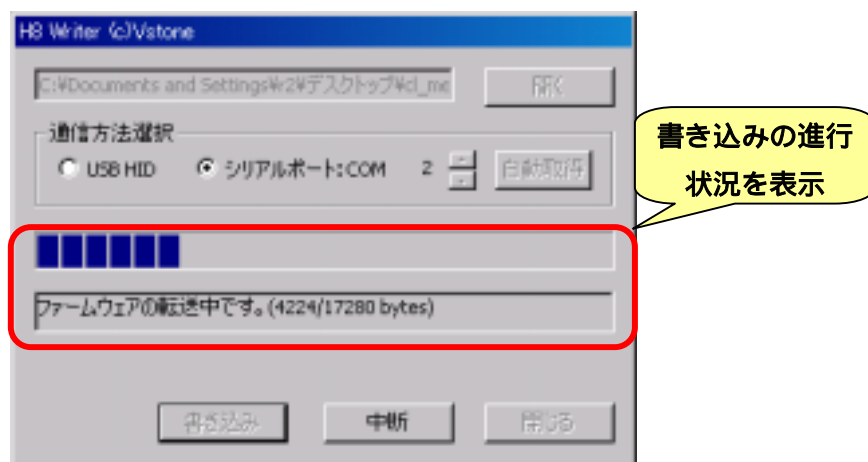 H8 Writer (c)Vstone
C:¥Documents and Settings¥r2¥デスクトップ¥cl_me
開く
通信方法選択
USB HID
シリアルポート:COM
2
自動取得
書き込みの進行
状況を表示
ファームウェアの転送中です。(4224/17280 bytes)
書き込み
中断
閉じる